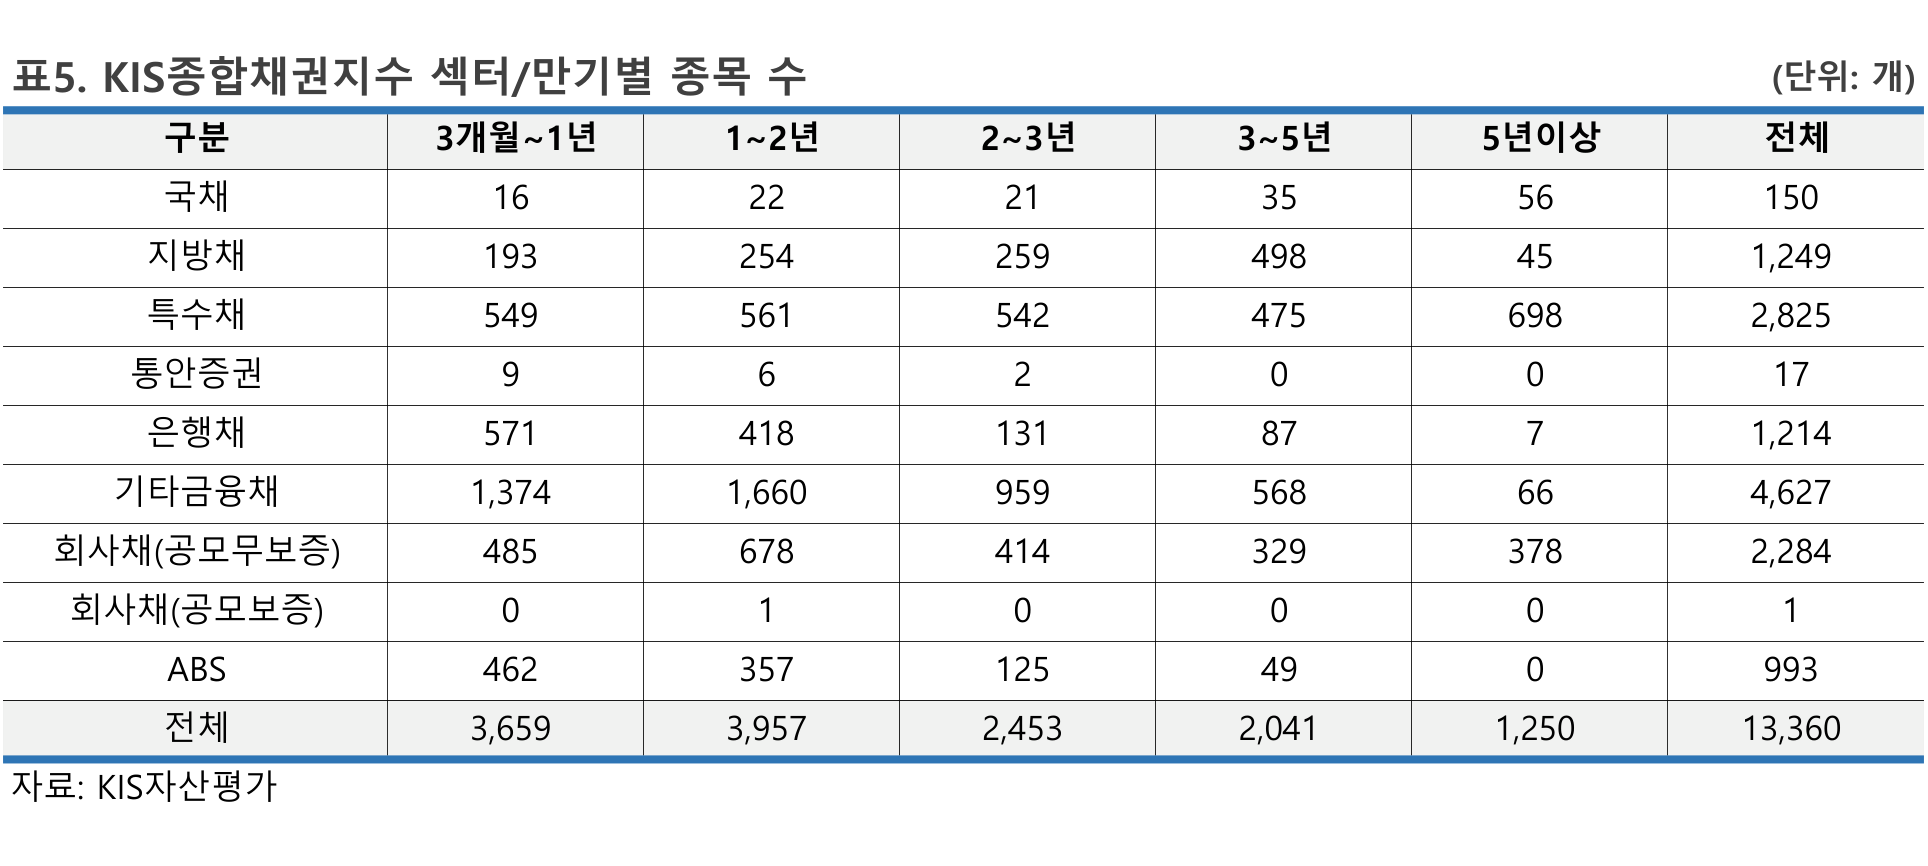 표5. KIS종합채권지수 섹터/만기별 종목 수 (단위: 개)
구분 3개월~1년 1~2년 2~3년 3~5년 5년이상 전체
국채 16 22 21 35 56 150
지방채 193 254 259 498 45 1,249
특수채 549 561 542 475 698 2,825
통안증권 9 6 2 0 0 17
은행채 571 418 131 87 7 1,214
기타금융채 1,374 1,660 959 568 66 4,627
회사채(공모무보증) 485 678 414 329 378 2,284
회사채(공모보증) 0 1 0 0 0 1
ABS 462 357 125 49 0 993
전체 3,659 3,957 2,453 2,041 1,250 13,360
자료: KIS자산평가